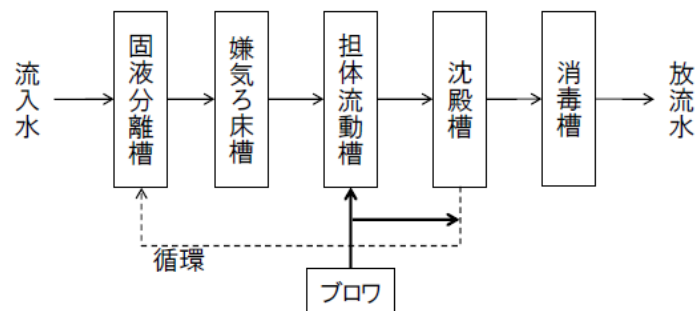 流入水
固液分離槽
嫌気ろ床槽
担体流動槽
沈殿槽
消毒槽
放流水
循環
ブロワ